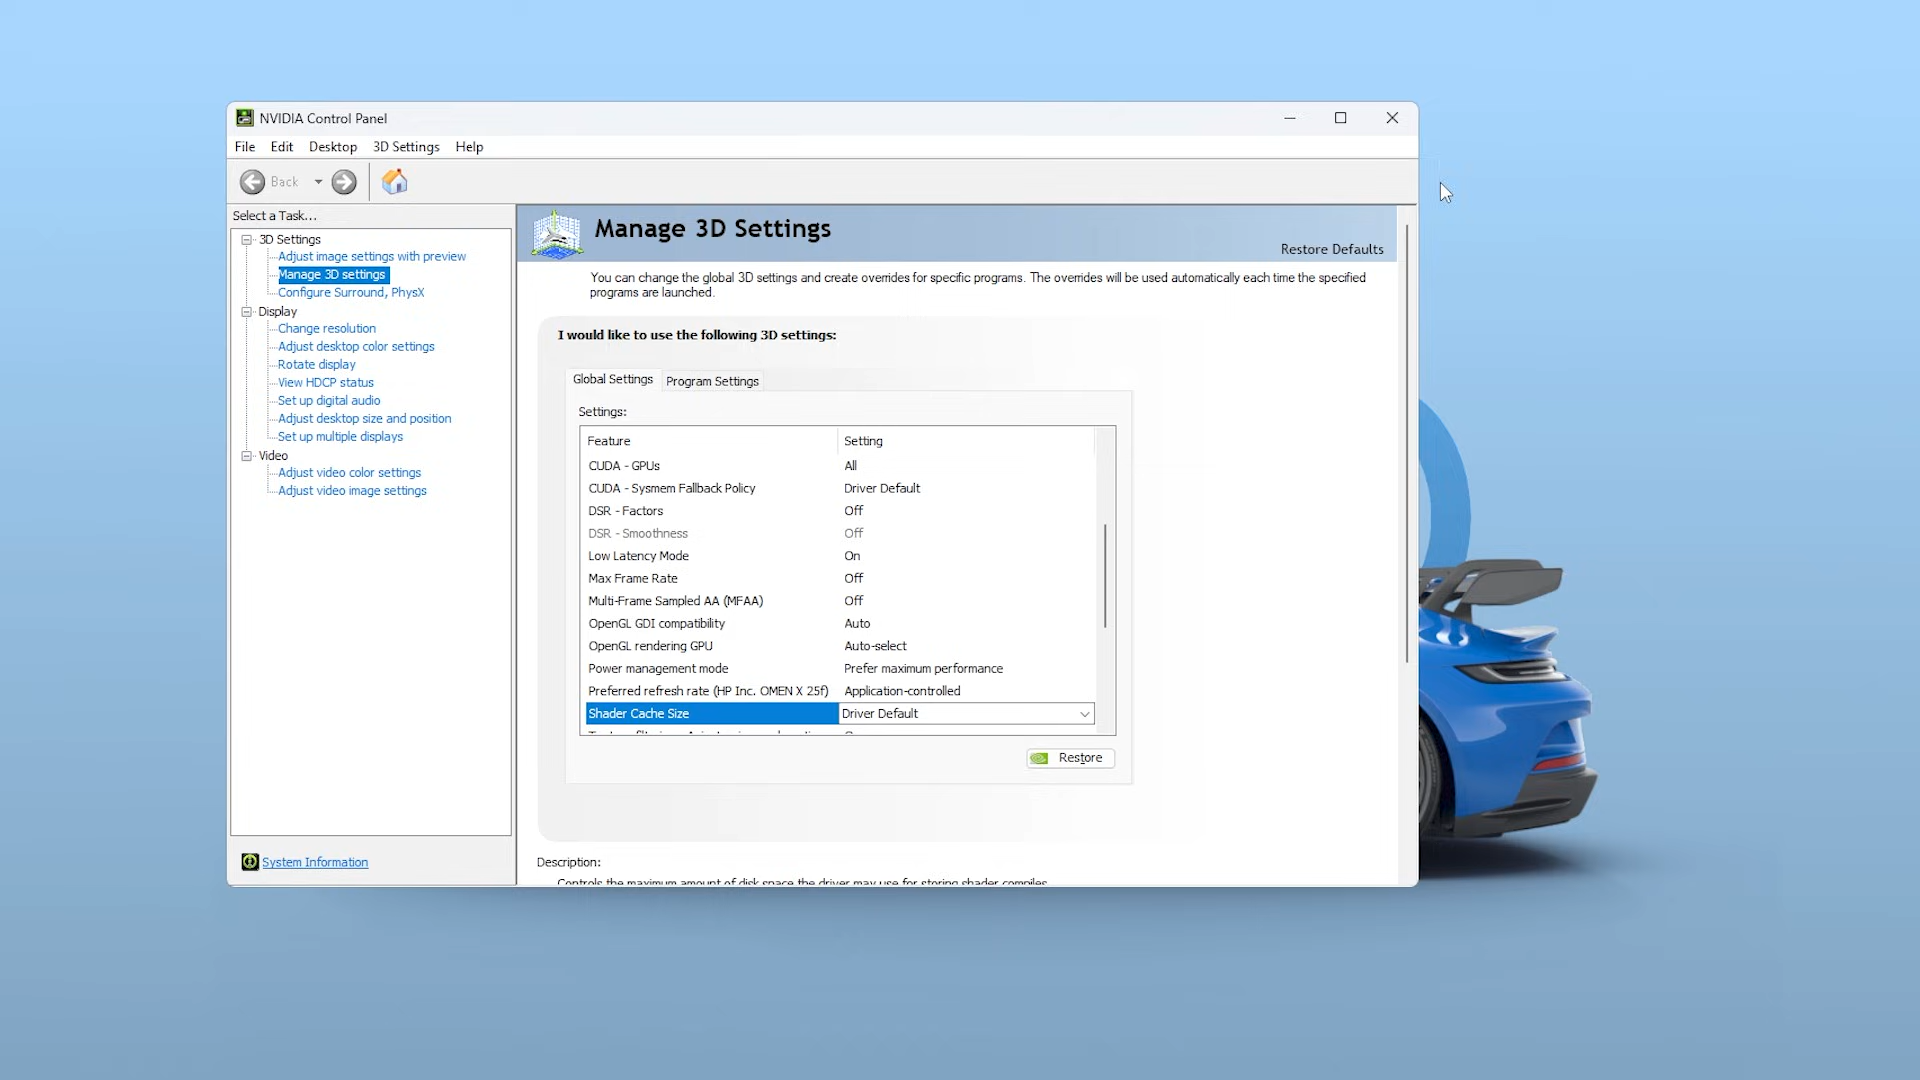 NVIDIA Control Panel
File Edit Desktop 3D Settings Help
Back
Select a Task...
3D Settings
Adjust image settings with preview
Manage 3D settings
Configure Surround, PhysX
Display
Change resolution
Adjust desktop color settings
Rotate display
View HDCP status
Set up digital audio
Adjust desktop size and position
Set up multiple displays
Video
Adjust video color settings
Adjust video image settings
System Information
Manage 3D Settings
Restore Defaults
You can change the global 3D settings and create overrides for specific programs. The overrides will be used automatically each time the specified
programs are launched.
I would like to use the following 3D settings:
Global Settings Program Settings
Settings:
Feature Setting
CUDA - GPUs All
CUDA - Sysmem Fallback Policy Driver Default
DSR - Factors Off
DSR - Smoothness Off
Low Latency Mode On
Max Frame Rate Off
Multi-Frame Sampled AA (MFAA) Off
OpenGL GDI compatibility Auto
OpenGL rendering GPU Auto-select
Power management mode Prefer maximum performance
Preferred refresh rate (HP Inc. OMEN X 25f) Application-controlled
Shader Cache Size Driver Default
Restore
Description:
Controls the maximum amount of disk space the driver may use for storing shader compiles.